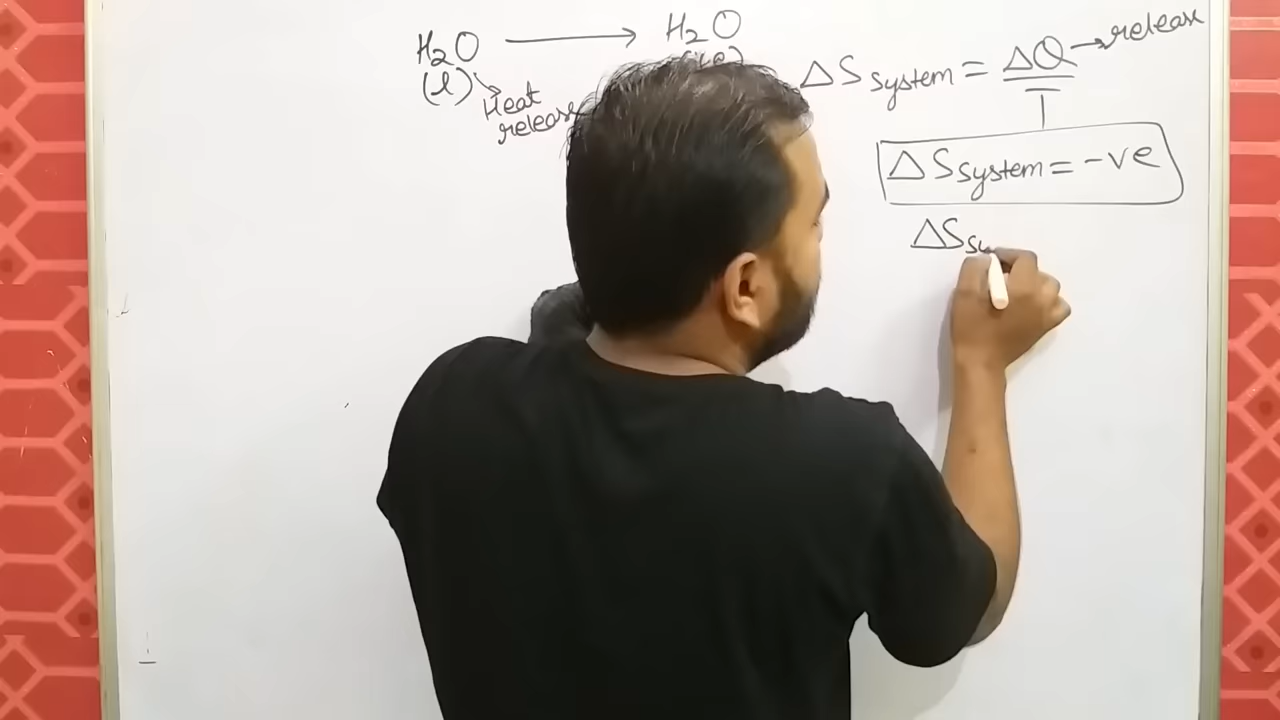 H₂O → H₂O
(l)
Heat
release
ΔS system = ΔQ → release
T
ΔS system = -ve
ΔS